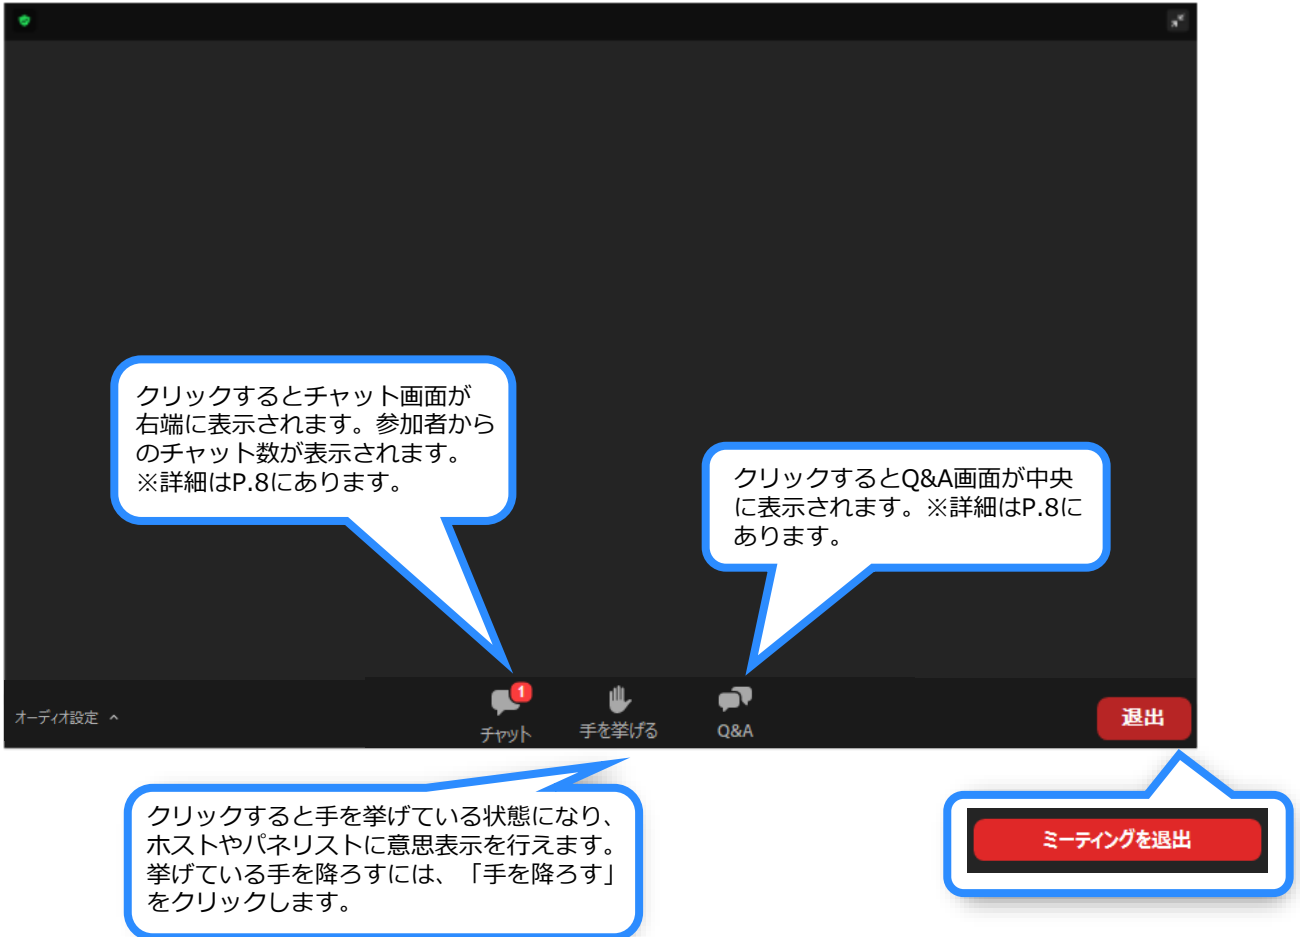 クリックするとチャット画面が
右端に表示されます。参加者から
のチャット数が表示されます。
※詳細はP.8にあります。
クリックするとQ&A画面が中央
に表示されます。※詳細はP.8に
あります。
オーディオ設定
1
チャット
手を挙げる
Q&A
退出
クリックすると手を挙げている状態になり、
ホストやパネリストに意思表示を行えます。
挙げている手を降ろすには、「手を降ろす」
をクリックします。
ミーティングを退出